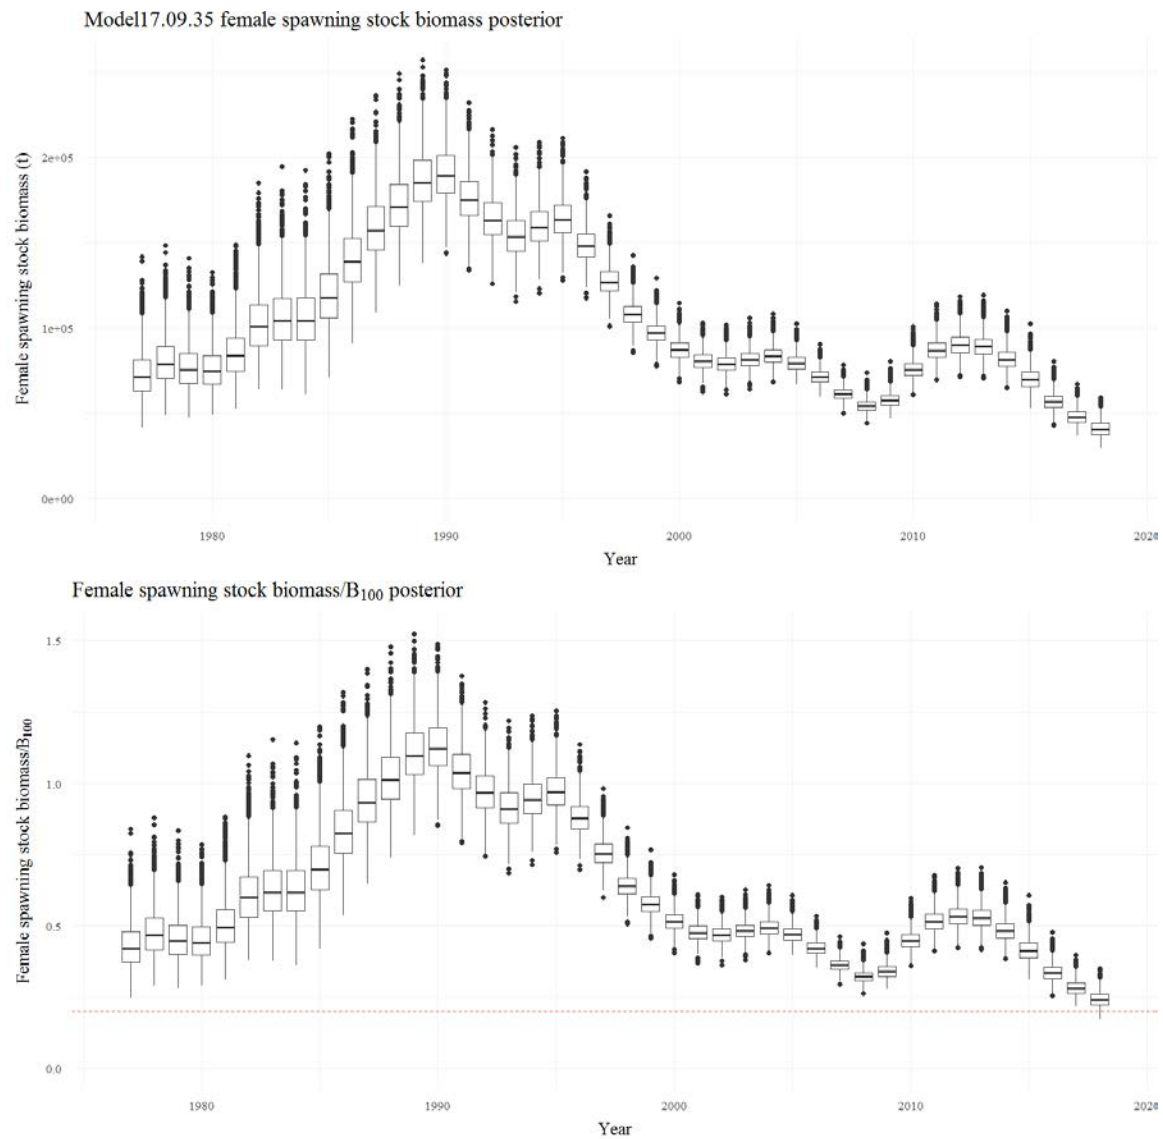 Model17.09.35 female spawning stock biomass posterior
Female spawning stock biomass (t)
2e+05
1e+05
0e+00
1980 1990 2000 2010 202
Year
Female spawning stock biomass/B100 posterior
Female spawning stock biomass/B100
1.5
1.0
0.5
0.0
1980 1990 2000 2010 202
Year